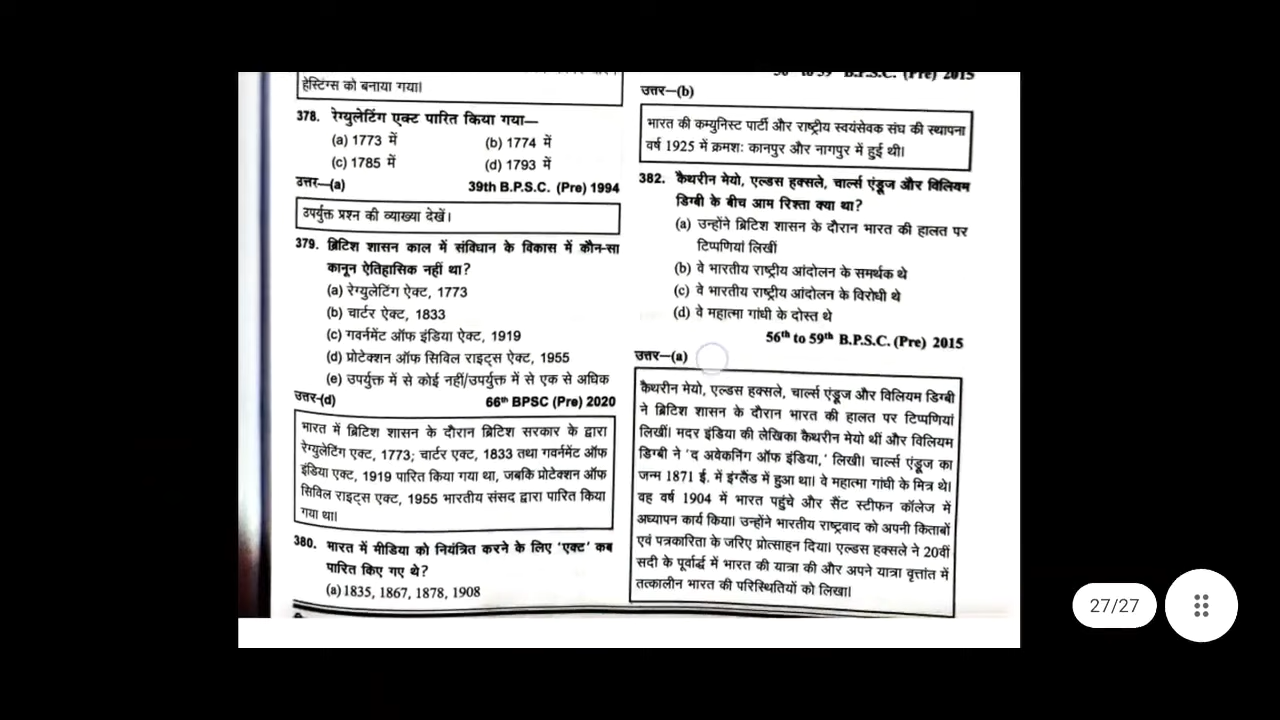 हेस्टिंग्स को बनाया गया।
378. रेग्युलेटिंग एक्ट पारित किया गया—
(a) 1773 में (b) 1774 में
(c) 1785 में (d) 1793 में
उत्तर—(a) 39th B.P.S.C. (Pre) 1994
उपर्युक्त प्रश्न की व्याख्या देखें।
379. ब्रिटिश शासन काल में संविधान के विकास में कौन-सा
कानून ऐतिहासिक नहीं था?
(a) रेगुलेटिंग ऐक्ट, 1773
(b) चार्टर ऐक्ट, 1833
(c) गवर्नमेंट ऑफ इंडिया ऐक्ट, 1919
(d) प्रोटेक्शन ऑफ सिविल राइट्स ऐक्ट, 1955
(e) उपर्युक्त में से कोई नहीं/उपर्युक्त में से एक से अधिक
उत्तर-(d) 66th BPSC (Pre) 2020
भारत में ब्रिटिश शासन के दौरान ब्रिटिश सरकार के द्वारा
रेग्युलेटिंग एक्ट, 1773; चार्टर एक्ट, 1833 तथा गवर्नमेंट ऑफ
इंडिया एक्ट, 1919 पारित किया गया था, जबकि प्रोटेक्शन ऑफ
सिविल राइट्स एक्ट, 1955 भारतीय संसद द्वारा पारित किया
गया था।
380. भारत में मीडिया को नियंत्रित करने के लिए 'एक्ट' कब
पारित किए गए थे?
(a) 1835, 1867, 1878, 1908
56th to 59th B.P.S.C. (Pre) 2015
उत्तर—(b)
भारत की कम्युनिस्ट पार्टी और राष्ट्रीय स्वयंसेवक संघ की स्थापना
वर्ष 1925 में क्रमशः कानपुर और नागपुर में हुई थी।
382. कैथरीन मेयो, एल्डस हक्सले, चार्ल्स एंड्रूज और विलियम
डिग्बी के बीच आम रिश्ता क्या था?
(a) उन्होंने ब्रिटिश शासन के दौरान भारत की हालत पर
टिप्पणियां लिखीं
(b) वे भारतीय राष्ट्रीय आंदोलन के समर्थक थे
(c) वे भारतीय राष्ट्रीय आंदोलन के विरोधी थे
(d) वे महात्मा गांधी के दोस्त थे
56th to 59th B.P.S.C. (Pre) 2015
उत्तर—(a)
कैथरीन मेयो, एल्डस हक्सले, चार्ल्स एंड्रूज और विलियम डिग्बी
ने ब्रिटिश शासन के दौरान भारत की हालत पर टिप्पणियां
लिखीं। मदर इंडिया की लेखिका कैथरीन मेयो थीं और विलियम
डिग्बी ने 'द अवेकनिंग ऑफ इंडिया,' लिखी। चार्ल्स एंड्रूज का
जन्म 1871 ई. में इंग्लैंड में हुआ था। वे महात्मा गांधी के मित्र थे।
वह वर्ष 1904 में भारत पहुंचे और सैंट स्टीफन कॉलेज में
अध्यापन कार्य किया। उन्होंने भारतीय राष्ट्रवाद को अपनी किताबों
एवं पत्रकारिता के जरिए प्रोत्साहन दिया। एल्डस हक्सले ने 20वीं
सदी के पूर्वार्द्ध में भारत की यात्रा की और अपने यात्रा वृत्तांत में
तत्कालीन भारत की परिस्थितियों को लिखा।
27/27